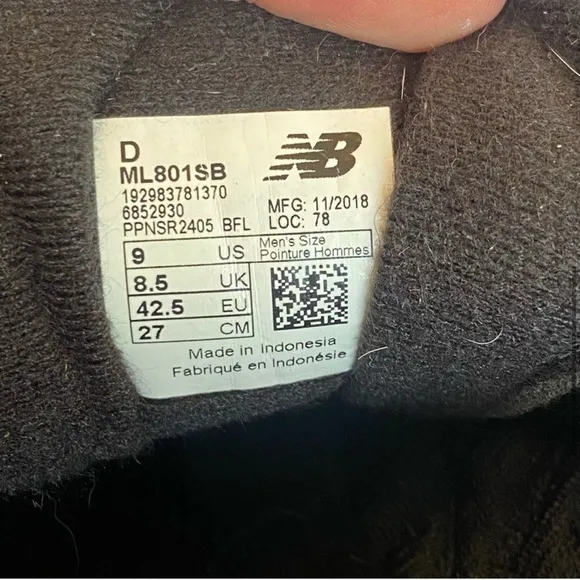 D
ML801SB
192983781370
6852930
PPNSR2405 BFL
NB
MFG: 11/2018
LOC: 78
9 US
8.5 UK
42.5 EU
27 CM
Men's Size
Pointure Hommes
Made in Indonesia
Fabriqué en Indonésie